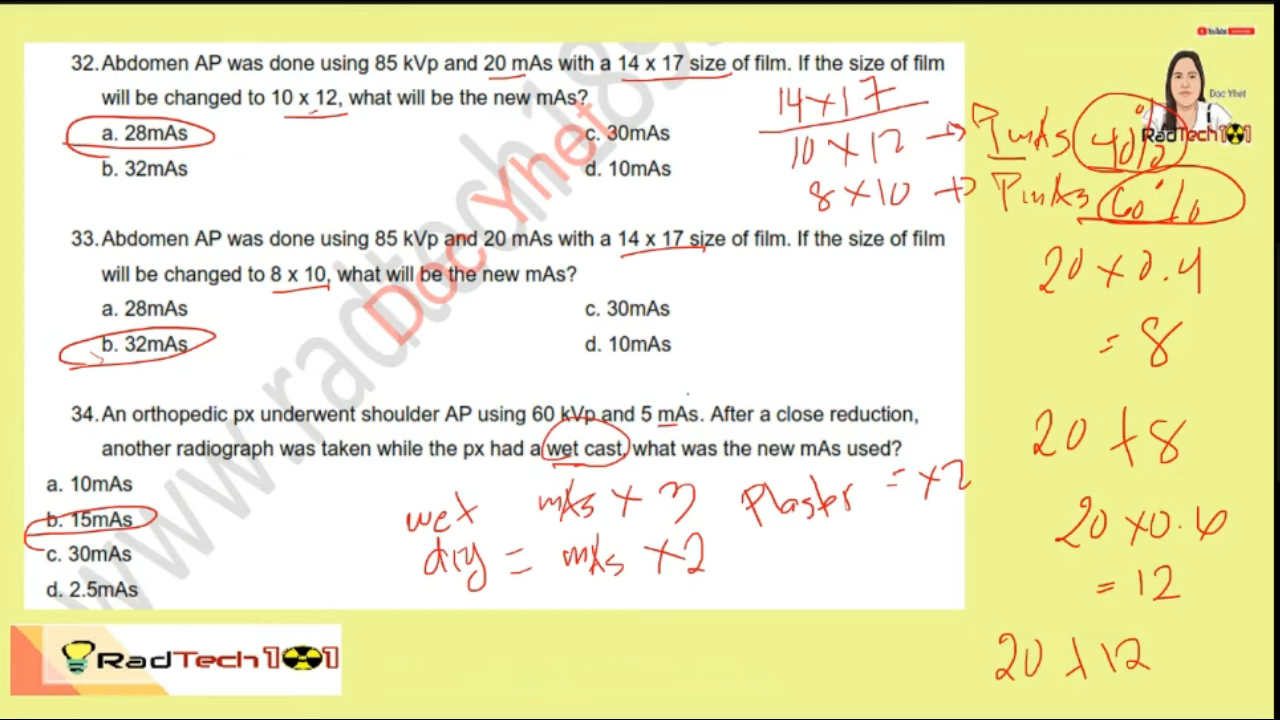 32. Abdomen AP was done using 85 kVp and 20 mAs with a 14 x 17 size of film. If the size of film
will be changed to 10 x 12, what will be the new mAs?
a. 28mAs
c. 30mAs
b. 32mAs
d. 10mAs
14 x 17
10 x 12 → ↑ mAs 40%
8 x 10 → ↑ mAs 60%
YouTube
Doc Yhet
RadTech101
33. Abdomen AP was done using 85 kVp and 20 mAs with a 14 x 17 size of film. If the size of film
will be changed to 8 x 10, what will be the new mAs?
a. 28mAs
c. 30mAs
b. 32mAs
d. 10mAs
20 x 0.4
= 8
20 + 8
20 x 0.6
= 12
20 + 12
34. An orthopedic px underwent shoulder AP using 60 kVp and 5 mAs. After a close reduction,
another radiograph was taken while the px had a wet cast, what was the new mAs used?
a. 10mAs
b. 15mAs
c. 30mAs
d. 2.5mAs
wet mAs x 3 Plaster = x 2
dry = mAs x 2
Doc Yhet
RadTech101